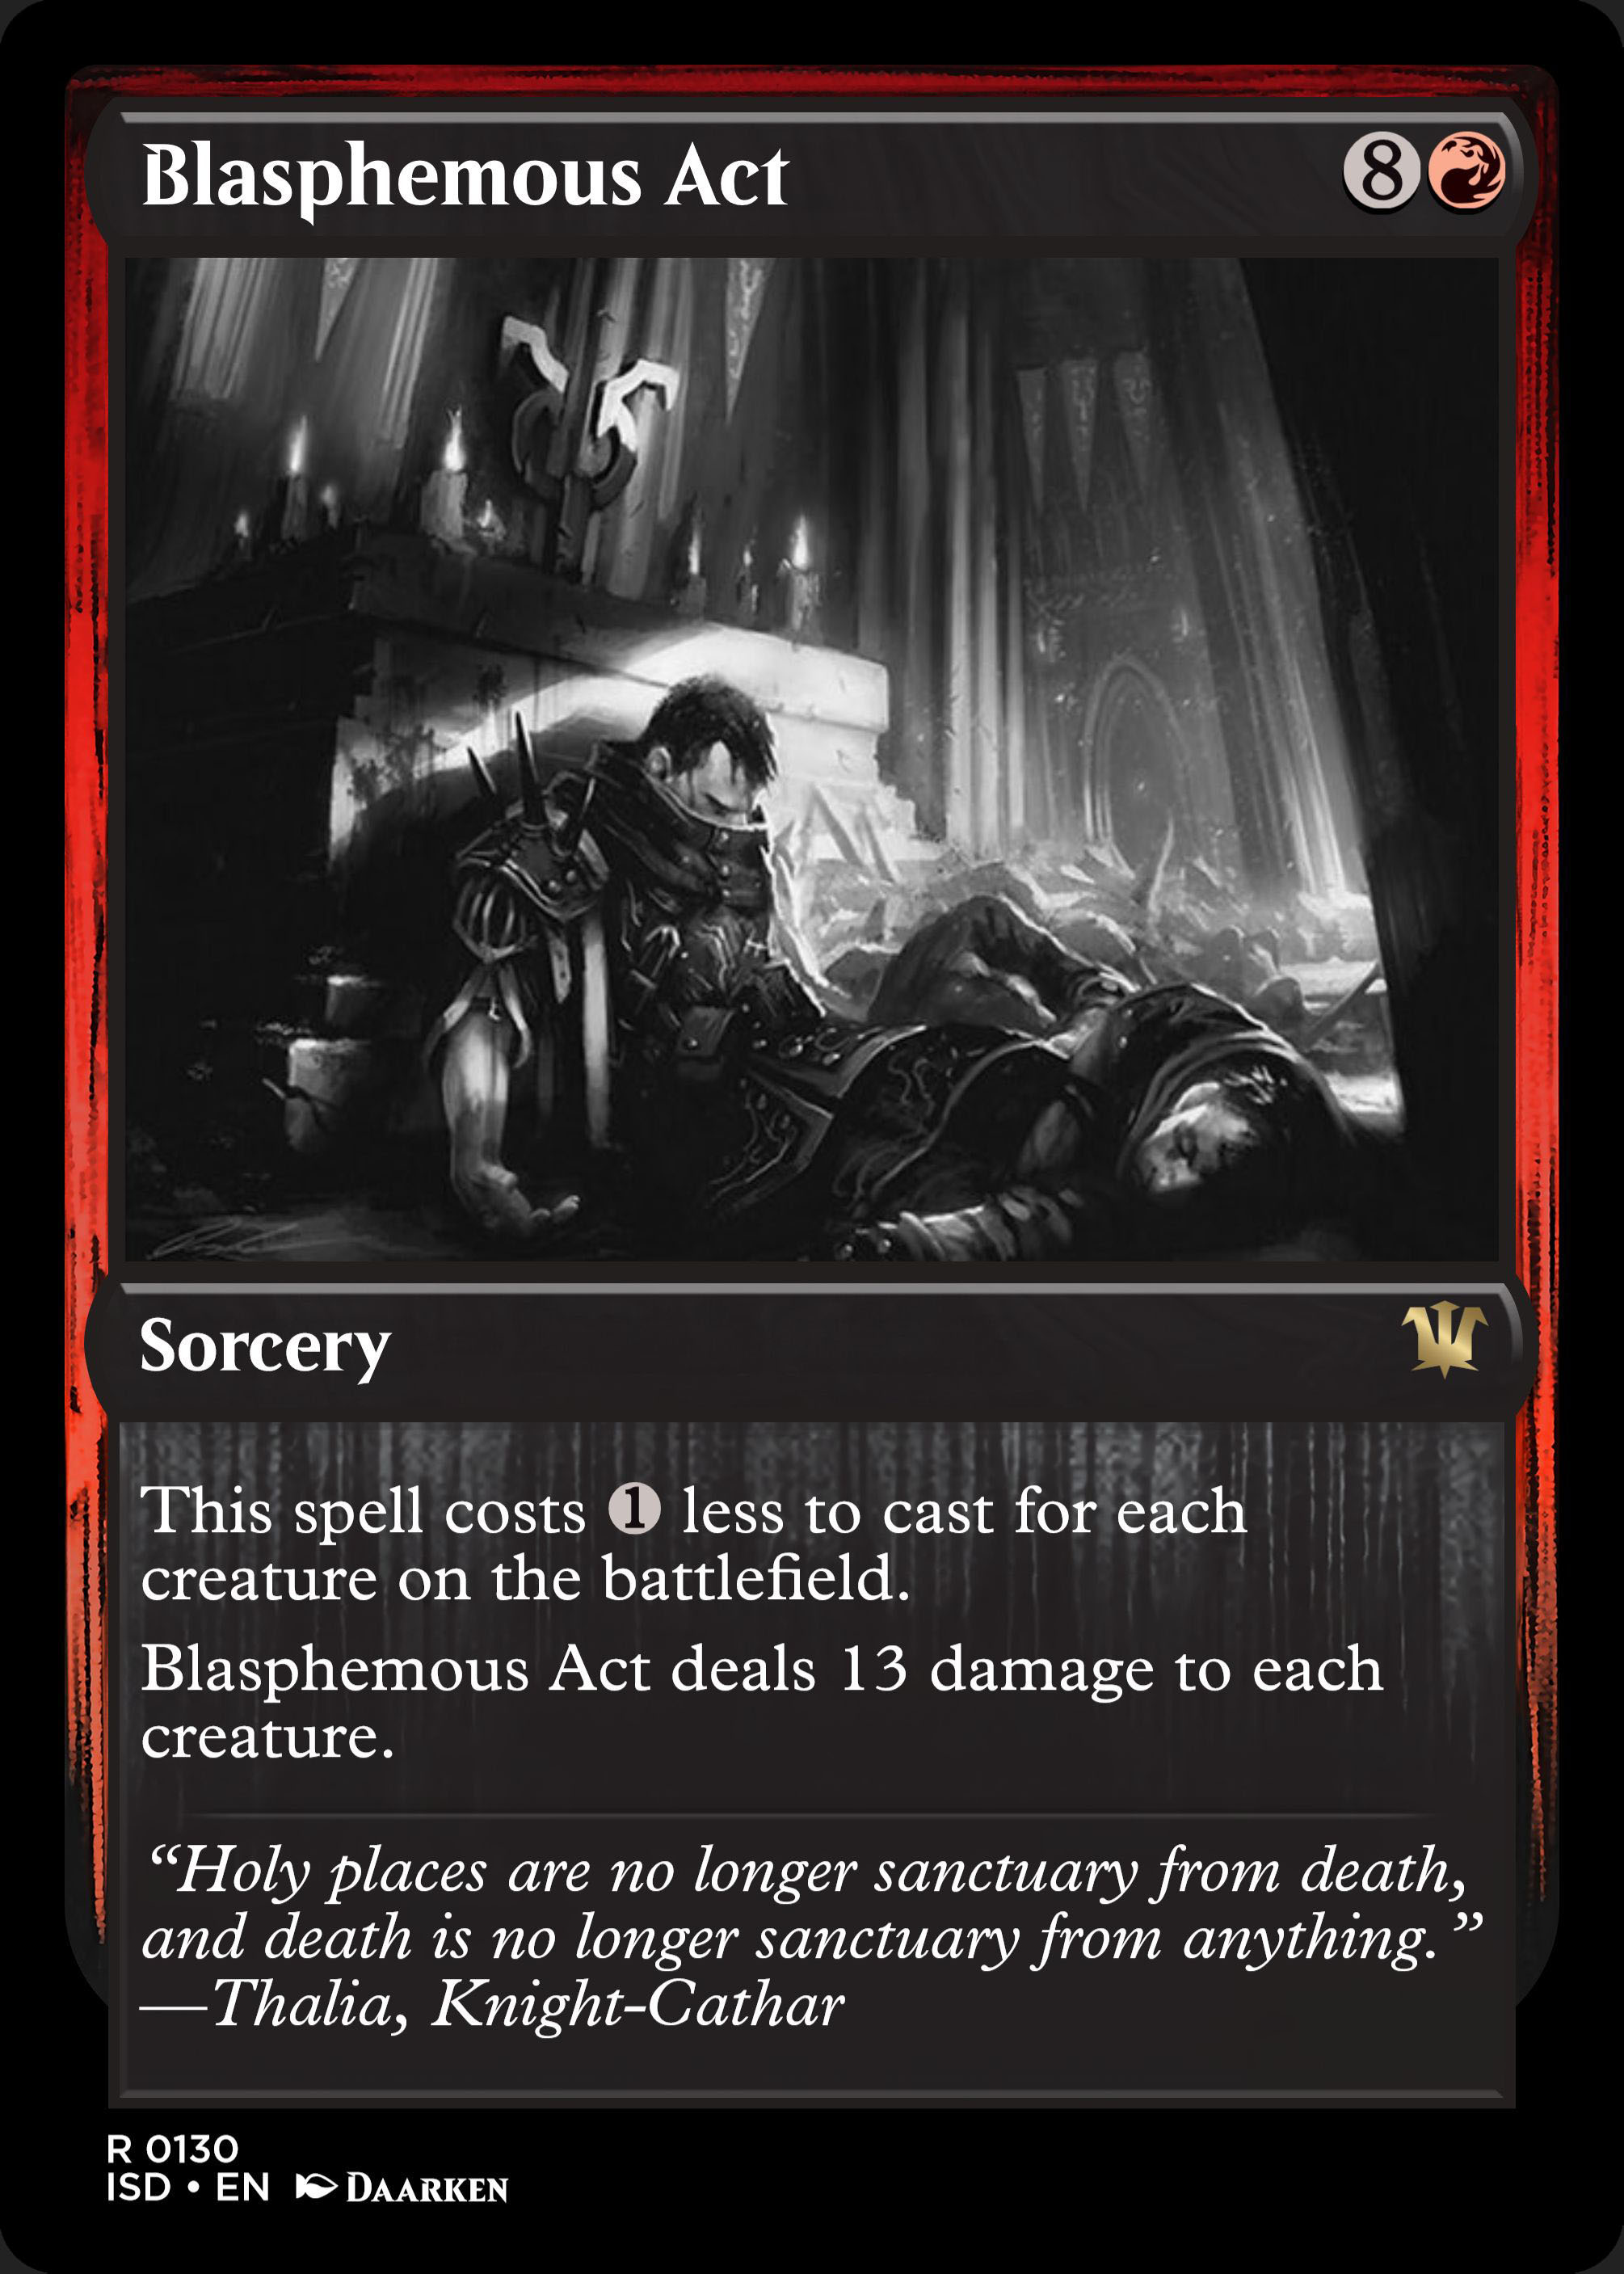 Blasphemous Act 8
Sorcery
This spell costs 1 less to cast for each
creature on the battlefield.
Blasphemous Act deals 13 damage to each
creature.
“Holy places are no longer sanctuary from death,
and death is no longer sanctuary from anything.”
—Thalia, Knight-Cathar
R 0130
ISD • EN DAARKEN